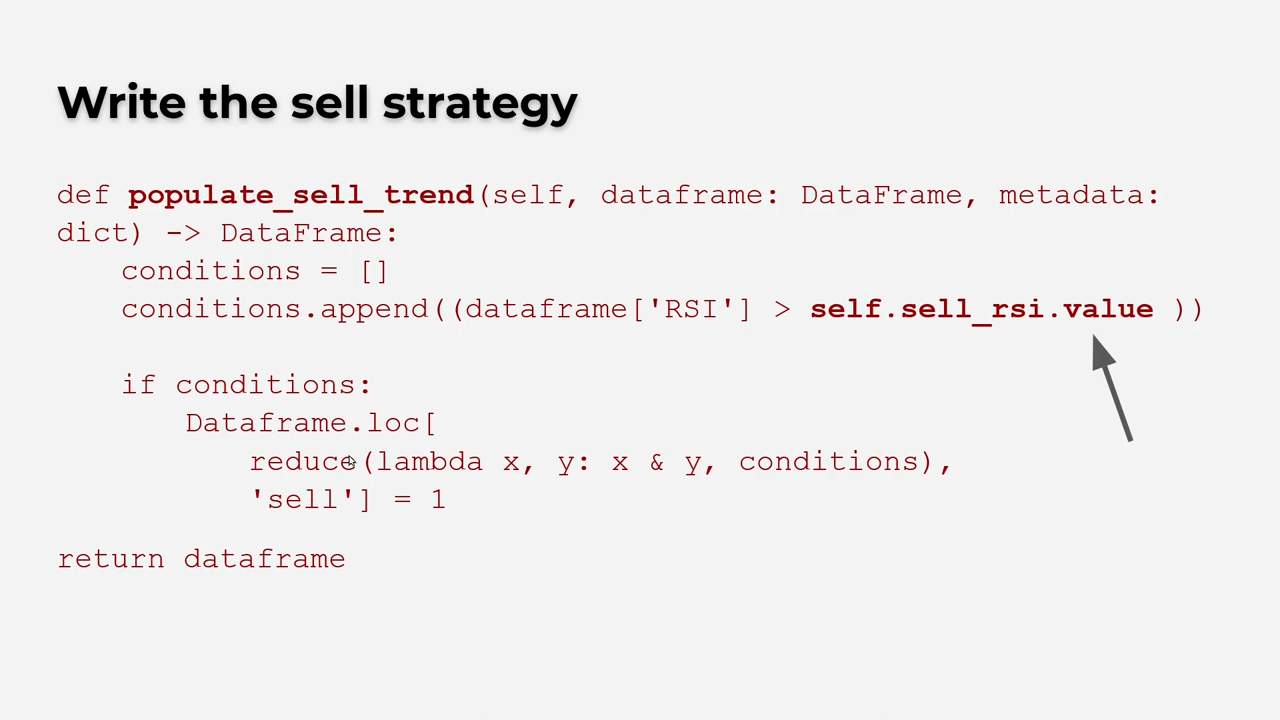 Write the sell strategy
def populate_sell_trend(self, dataframe: DataFrame, metadata:
dict) -> DataFrame:
conditions = []
conditions.append((dataframe['RSI'] > self.sell_rsi.value ))
if conditions:
Dataframe.loc[
reduce(lambda x, y: x & y, conditions),
'sell'] = 1
return dataframe